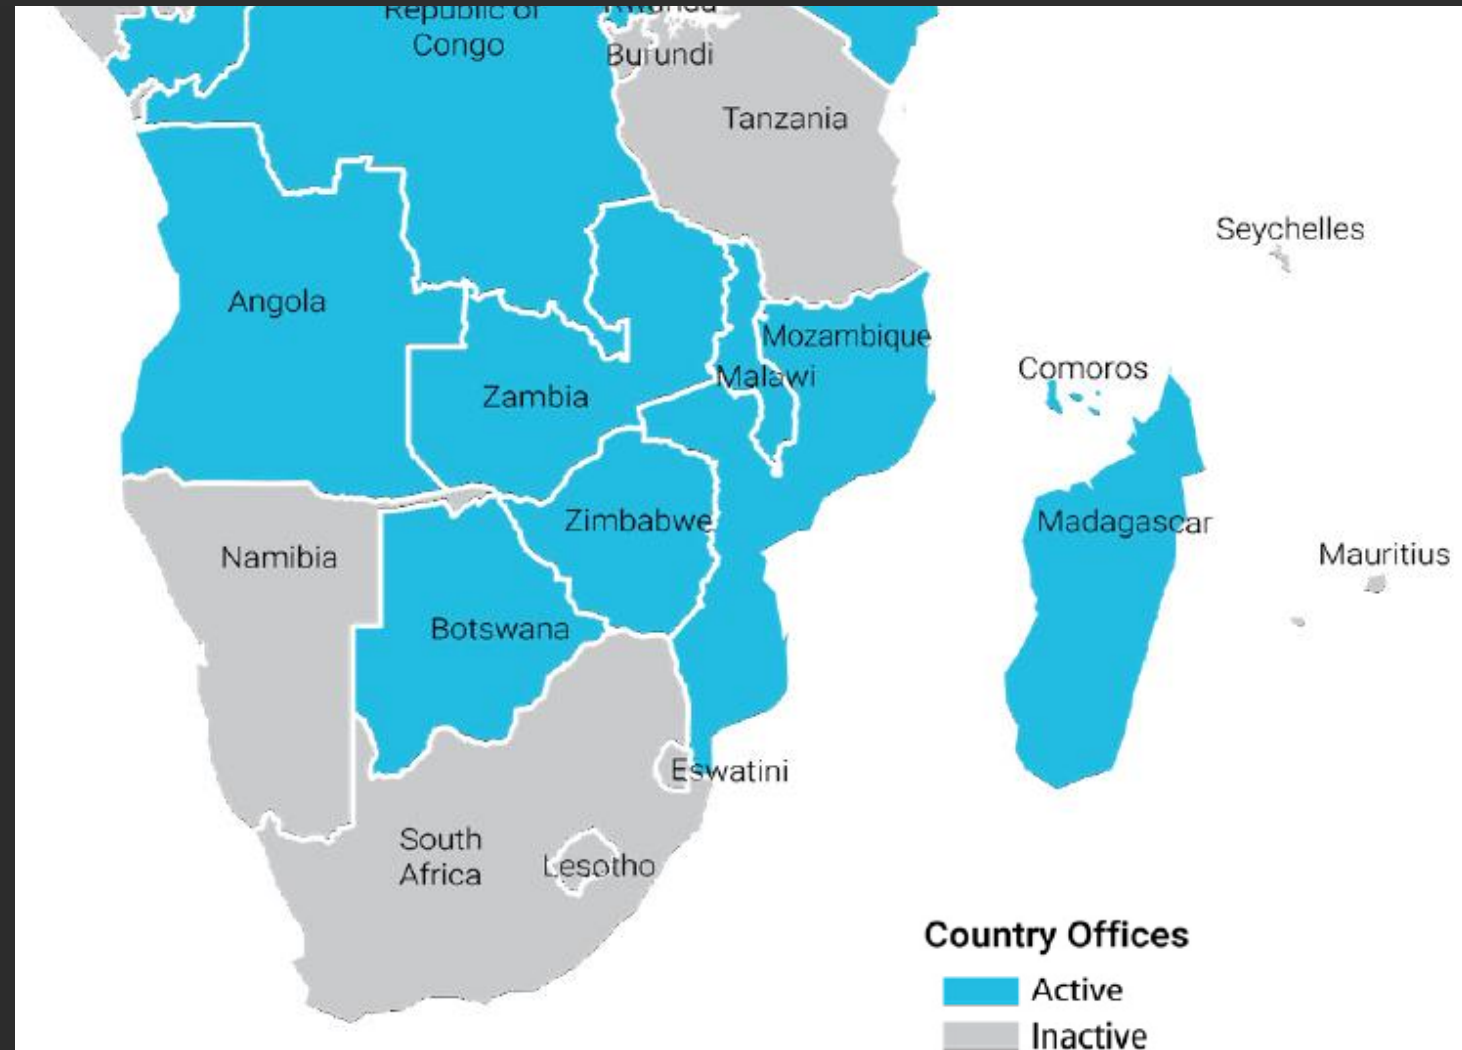 Republic of
Congo
Rwanda
Burundi
Tanzania
Seychelles
Angola
Mozambique
Comoros
Malawi
Zambia
Zimbabwe
Madagascar
Namibia
Mauritius
Botswana
Eswatini
South
Africa
Lesotho
Country Offices
Active
Inactive